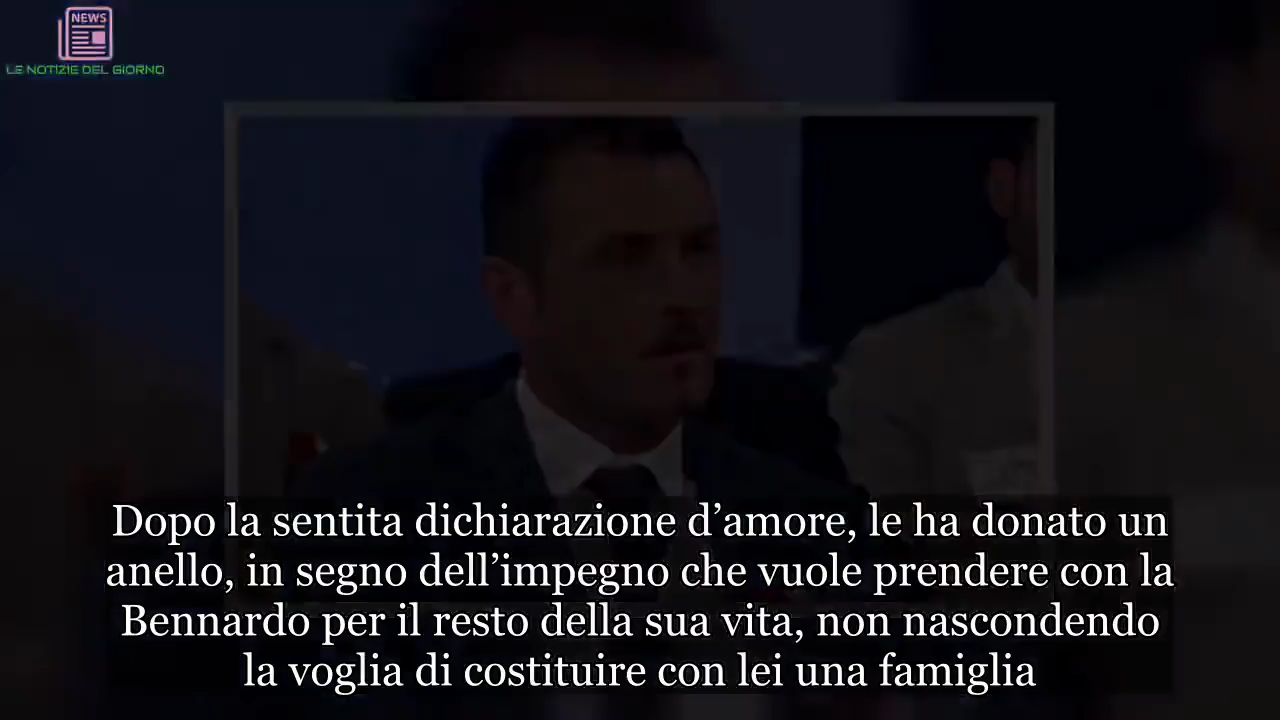 NEWS
LE NOTIZIE DEL GIORNO
Dopo la sentita dichiarazione d’amore, le ha donato un
anello, in segno dell’impegno che vuole prendere con la
Bennardo per il resto della sua vita, non nascondendo
la voglia di costituire con lei una famiglia